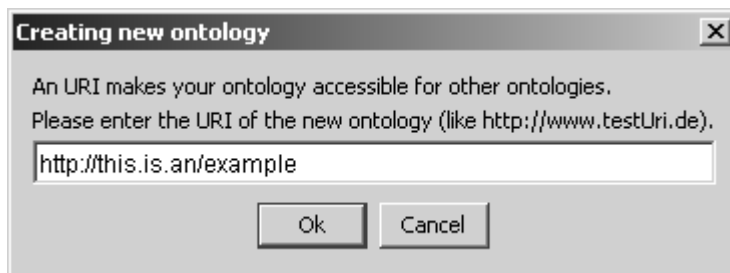 Creating new ontology
An URI makes your ontology accessible for other ontologies.
Please enter the URI of the new ontology (like http://www.testUri.de).
http://this.is.an/example
Ok Cancel